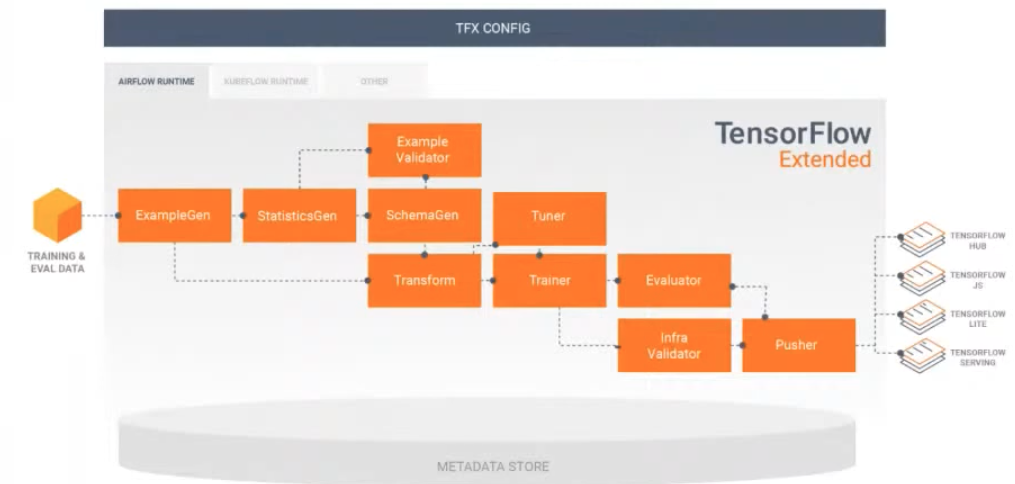 TFX CONFIG
AIRFLOW RUNTIME
KUBEFLOW RUNTIME
OTHER
TensorFlow
Extended
Example
Validator
ExampleGen
StatisticsGen
SchemaGen
Tuner
TRAINING &
EVAL DATA
Transform
Trainer
Evaluator
Infra
Validator
Pusher
TENSORFLOW
HUB
TENSORFLOW
JS
TENSORFLOW
LITE
TENSORFLOW
SERVING
METADATA STORE